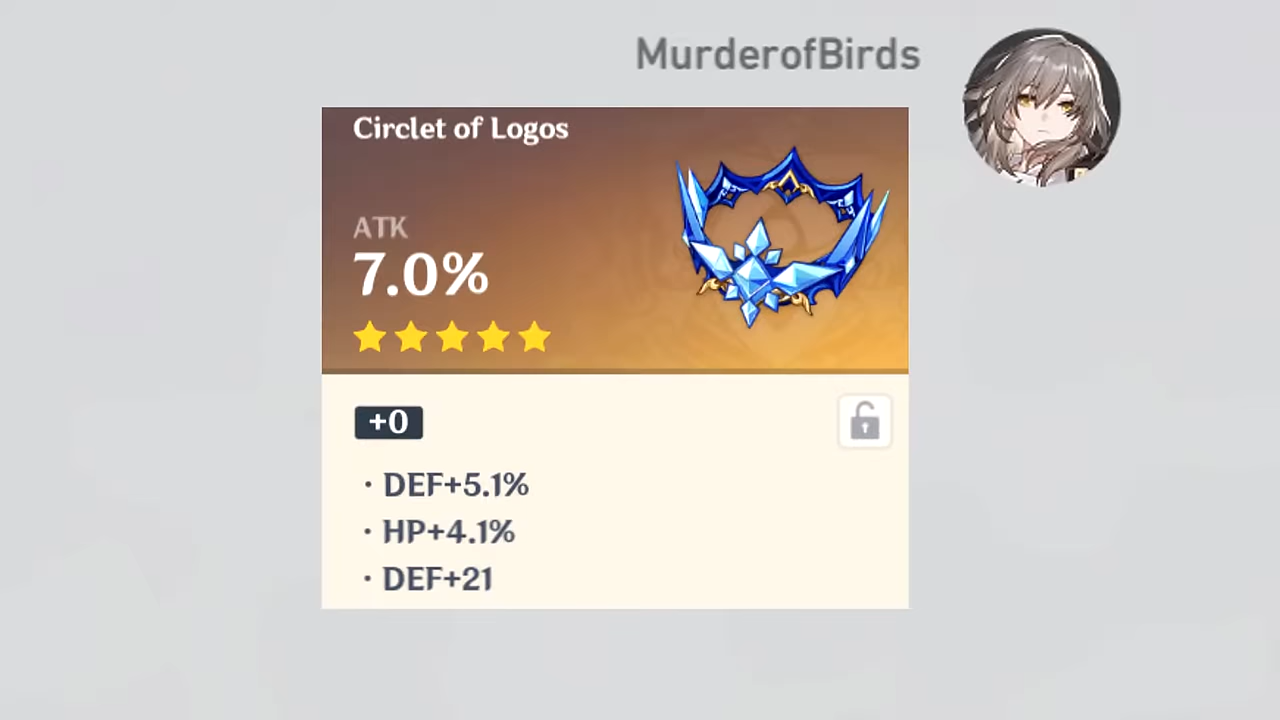 MurderofBirds
Circlet of Logos
ATK
7.0%
+0
· DEF+5.1%
· HP+4.1%
· DEF+21